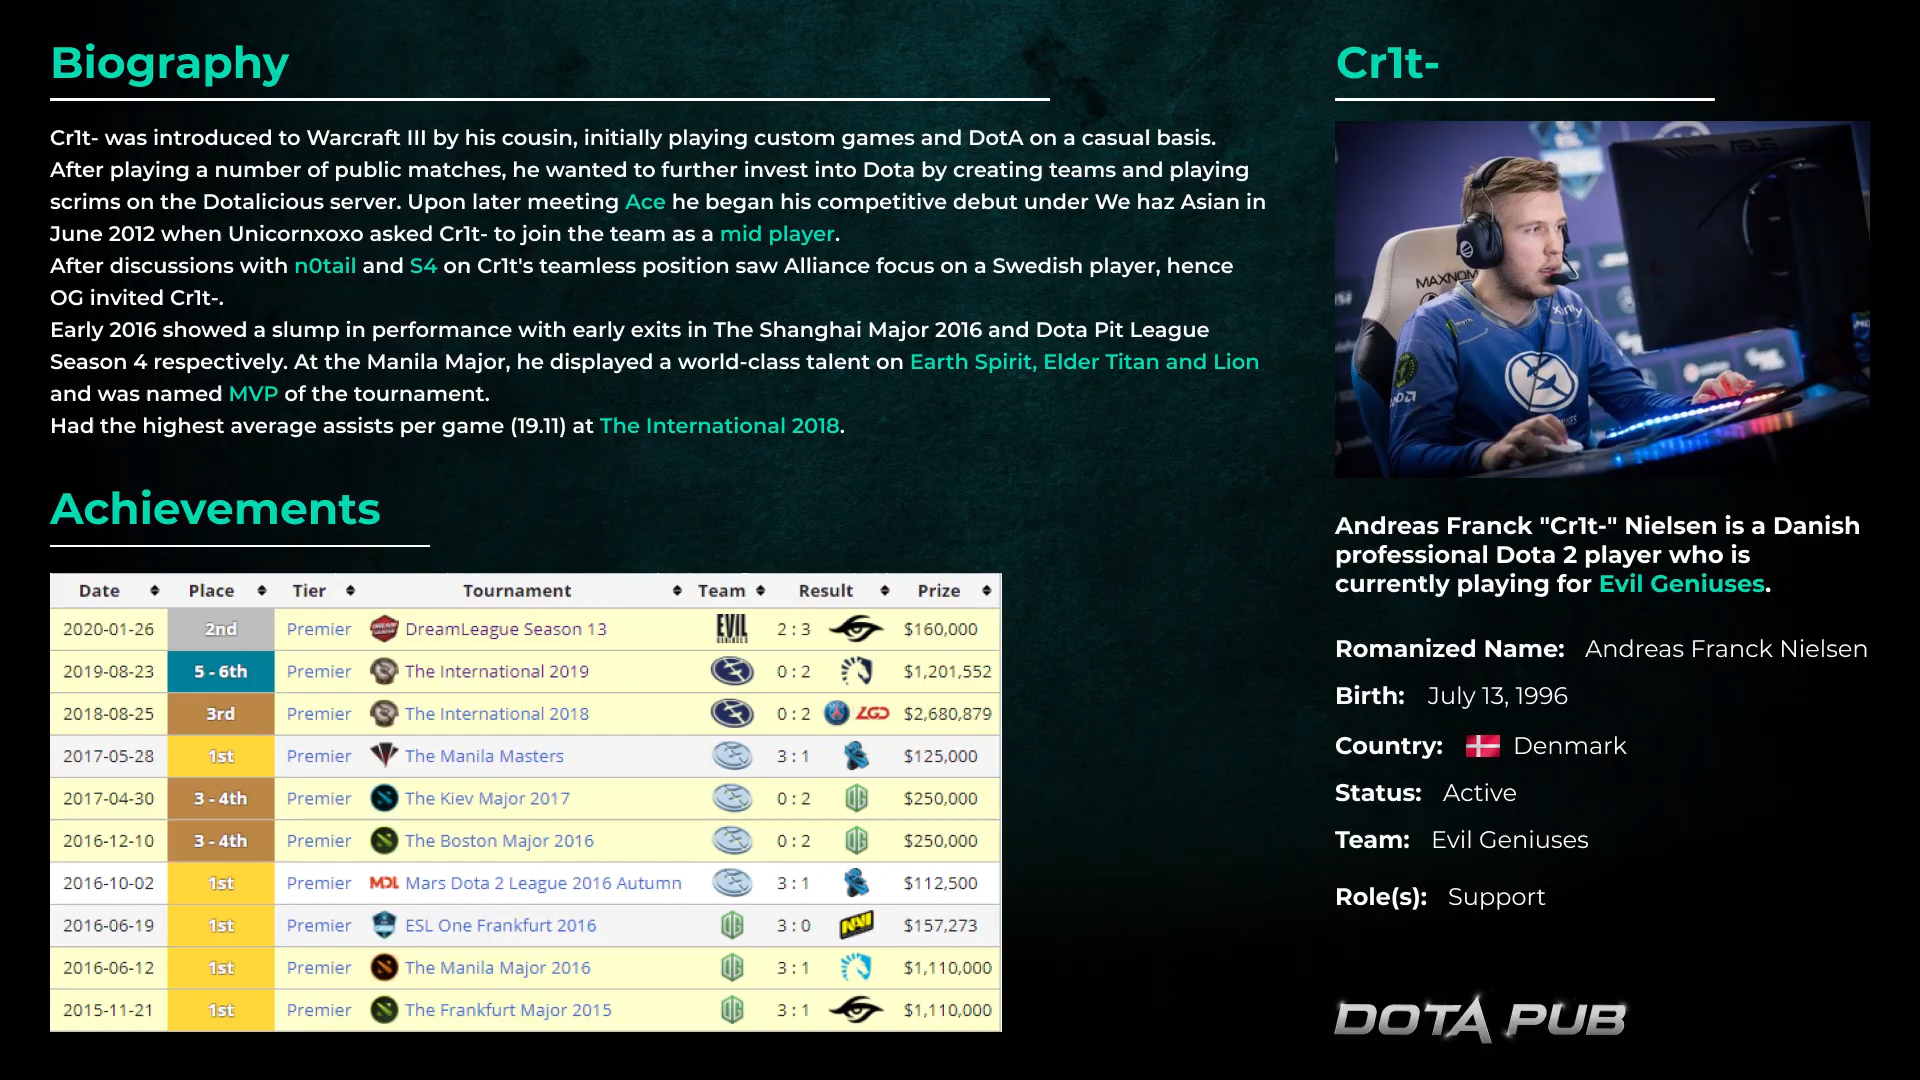 Biography
Cr1t- was introduced to Warcraft III by his cousin, initially playing custom games and DotA on a casual basis.
After playing a number of public matches, he wanted to further invest into Dota by creating teams and playing
scrims on the Dotalicious server. Upon later meeting Ace he began his competitive debut under We haz Asian in
June 2012 when Unicornxoxo asked Cr1t- to join the team as a mid player.
After discussions with n0tail and S4 on Cr1t's teamless position saw Alliance focus on a Swedish player, hence
OG invited Cr1t-.
Early 2016 showed a slump in performance with early exits in The Shanghai Major 2016 and Dota Pit League
Season 4 respectively. At the Manila Major, he displayed a world-class talent on Earth Spirit, Elder Titan and Lion
and was named MVP of the tournament.
Had the highest average assists per game (19.11) at The International 2018.
Achievements
Date Place Tier Tournament Team Result Prize
2020-01-26 2nd Premier DreamLeague Season 13 EVIL GENIUSES 2 : 3 $160,000
2019-08-23 5 - 6th Premier The International 2019 0 : 2 $1,201,552
2018-08-25 3rd Premier The International 2018 0 : 2 LGD $2,680,879
2017-05-28 1st Premier The Manila Masters 3 : 1 $125,000
2017-04-30 3 - 4th Premier The Kiev Major 2017 0 : 2 OG $250,000
2016-12-10 3 - 4th Premier The Boston Major 2016 0 : 2 OG $250,000
2016-10-02 1st Premier MDL Mars Dota 2 League 2016 Autumn 3 : 1 $112,500
2016-06-19 1st Premier ESL One Frankfurt 2016 OG 3 : 0 NAVI $157,273
2016-06-12 1st Premier The Manila Major 2016 OG 3 : 1 $1,110,000
2015-11-21 1st Premier The Frankfurt Major 2015 OG 3 : 1 $1,110,000
Cr1t-
MAXNOM
xfinity
AMD
Andreas Franck "Cr1t-" Nielsen is a Danish
professional Dota 2 player who is
currently playing for Evil Geniuses.
Romanized Name: Andreas Franck Nielsen
Birth: July 13, 1996
Country: Denmark
Status: Active
Team: Evil Geniuses
Role(s): Support
DOTA PUB